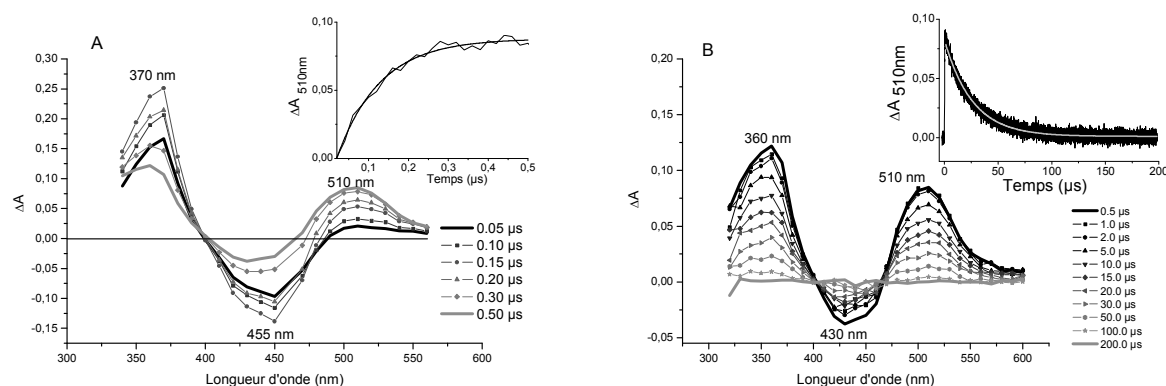 A
370 nm
455 nm
510 nm
ΔA
0,30
0,25
0,20
0,15
0,10
0,05
0,00
-0,05
-0,10
-0,15
300
350
400
450
500
550
600
Longueur d'onde (nm)
0.05 µs
0.10 µs
0.15 µs
0.20 µs
0.30 µs
0.50 µs
ΔA 510nm
0,10
0,05
0,00
0,1
0,2
0,3
0,4
0,5
Temps (µs)
B
360 nm
430 nm
510 nm
ΔA
0,20
0,15
0,10
0,05
0,00
-0,05
300
350
400
450
500
550
600
Longueur d'onde (nm)
0.5 µs
1.0 µs
2.0 µs
5.0 µs
10.0 µs
15.0 µs
20.0 µs
30.0 µs
50.0 µs
100.0 µs
200.0 µs
ΔA 510nm
0,10
0,05
0,00
0
50
100
150
200
Temps (µs)